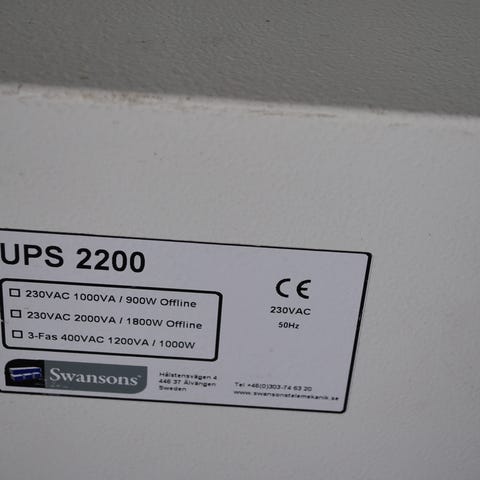 UPS 2200
230VAC 1000VA / 900W Offline
230VAC 2000VA / 1800W Offline
3-Fas 400VAC 1200VA / 1000W
CE
230VAC
50Hz
Swansons
Hålstensvägen 4
446 37 Älvängen
Sweden
Tel +46(0)303-74 63 20
www.swansonstelemekanik.se